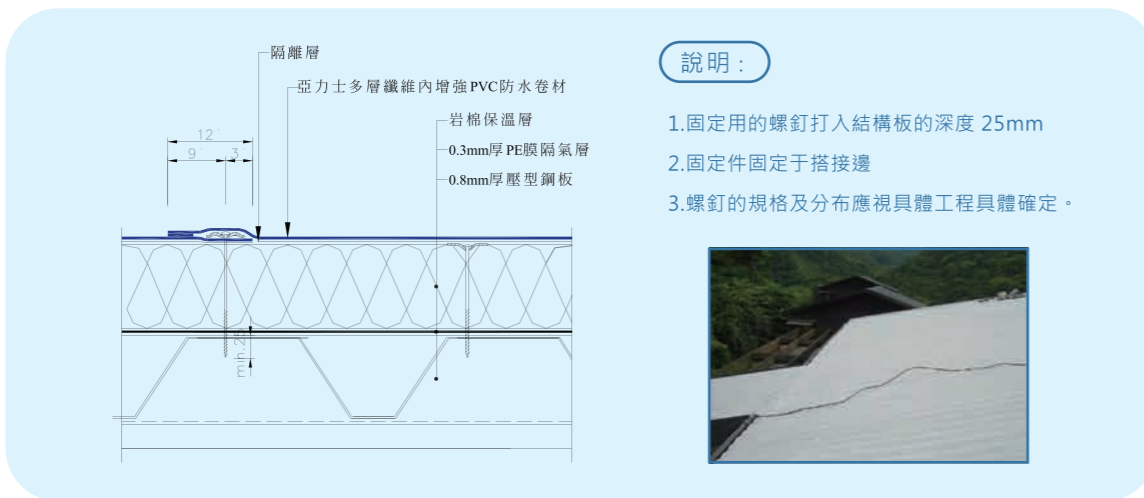 隔離層
亞力士多層纖維內增強PVC防水卷材
岩棉保溫層
0.3mm厚PE膜隔氣層
0.8mm厚壓型鋼板
12
9 3
min.25
說明：
1.固定用的螺釘打入結構板的深度 25mm
2.固定件固定于搭接邊
3.螺釘的規格及分布應視具體工程具體確定。